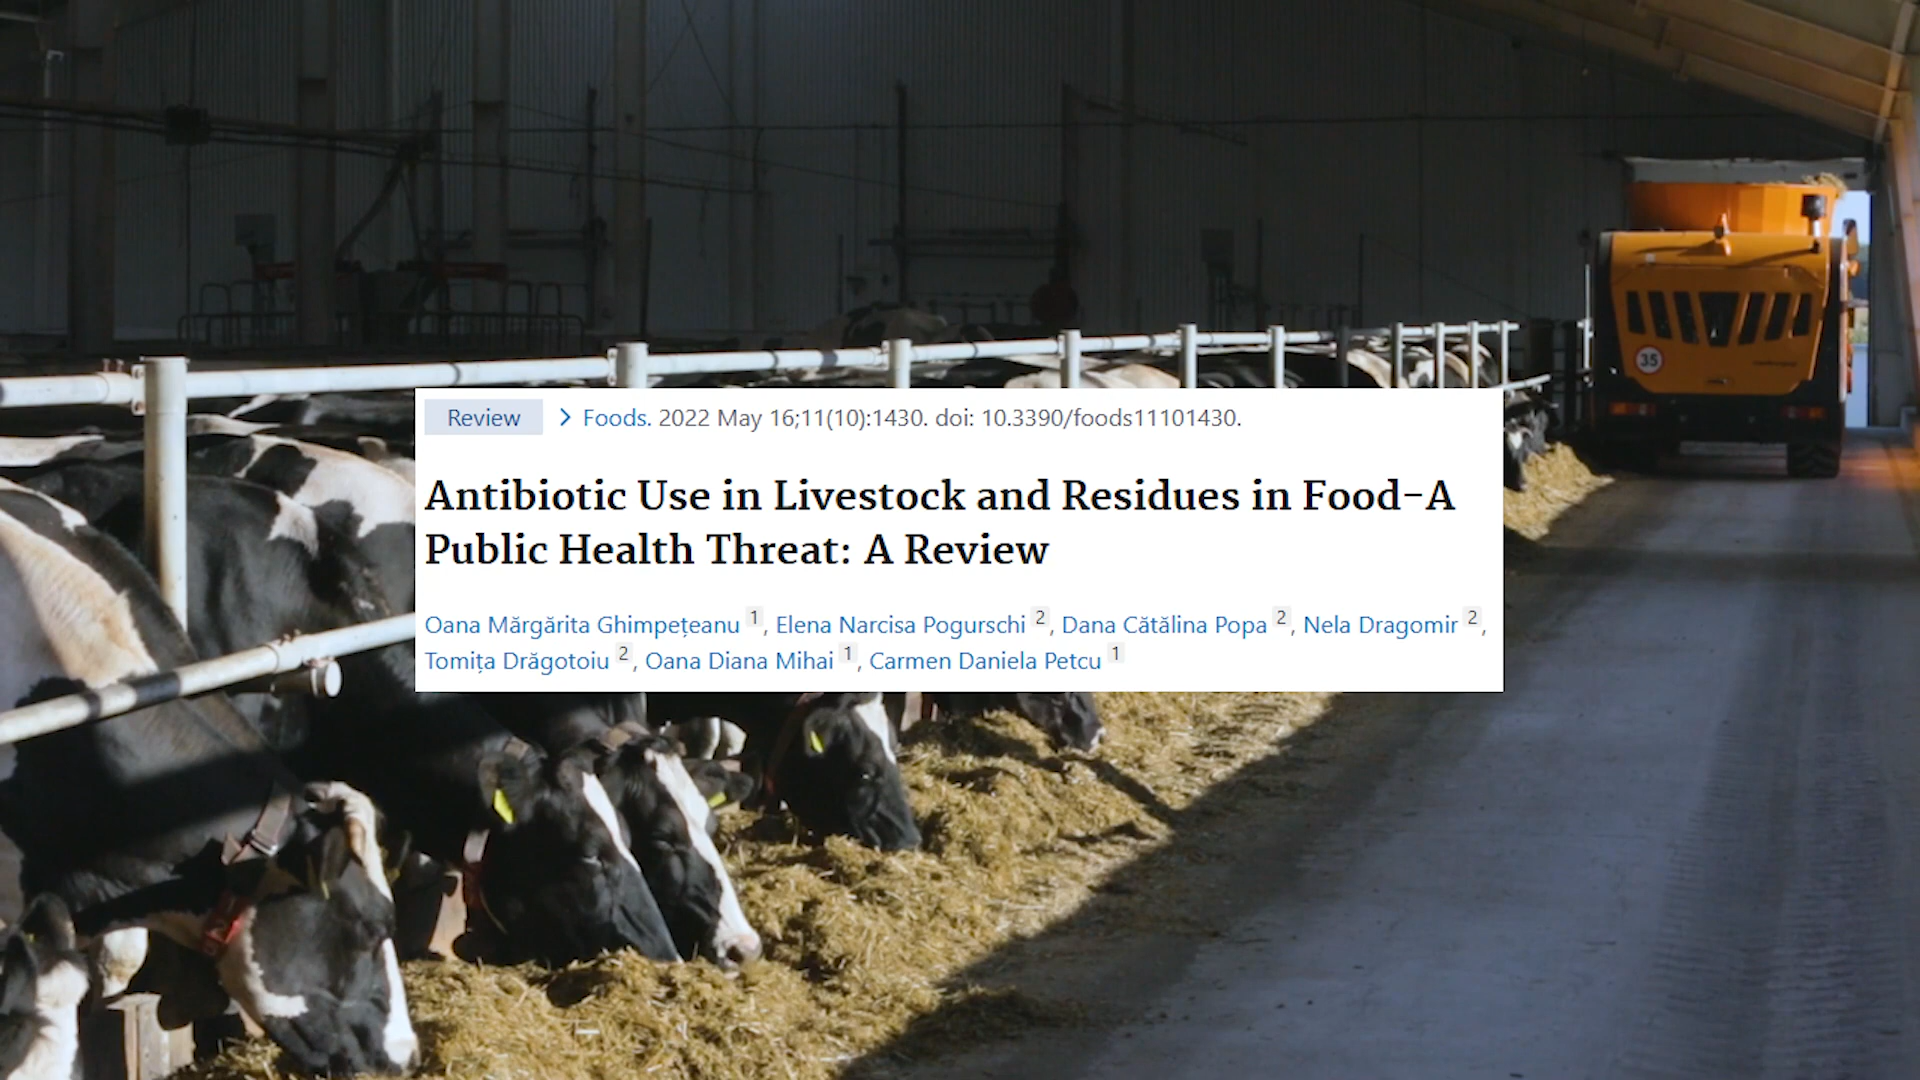 Review > Foods. 2022 May 16;11(10):1430. doi: 10.3390/foods11101430.
Antibiotic Use in Livestock and Residues in Food-A
Public Health Threat: A Review
Oana Mărgărita Ghimpețeanu 1, Elena Narcisa Pogurschi 2, Dana Cătălina Popa 2, Nela Dragomir 2,
Tomița Drăgotoiu 2, Oana Diana Mihai 1, Carmen Daniela Petcu 1
35